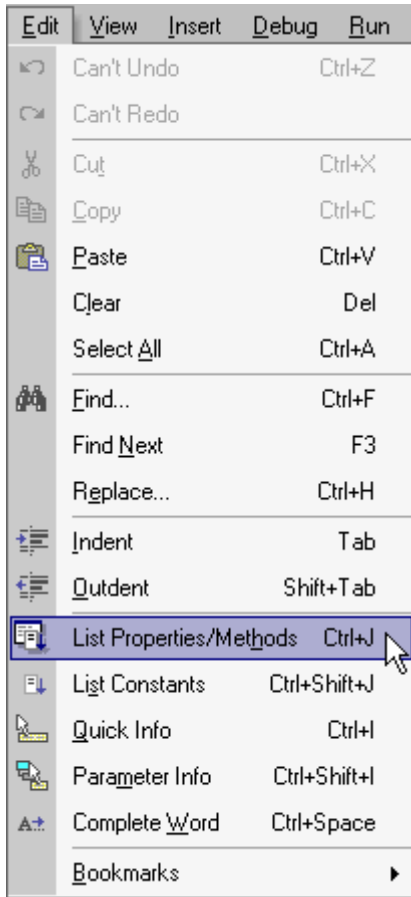 Edit View Insert Debug Run
Can't Undo Ctrl+Z
Can't Redo
Cut Ctrl+X
Copy Ctrl+C
Paste Ctrl+V
Clear Del
Select All Ctrl+A
Find... Ctrl+F
Find Next F3
Replace... Ctrl+H
Indent Tab
Outdent Shift+Tab
List Properties/Methods Ctrl+J
List Constants Ctrl+Shift+J
Quick Info Ctrl+I
Parameter Info Ctrl+Shift+I
Complete Word Ctrl+Space
Bookmarks